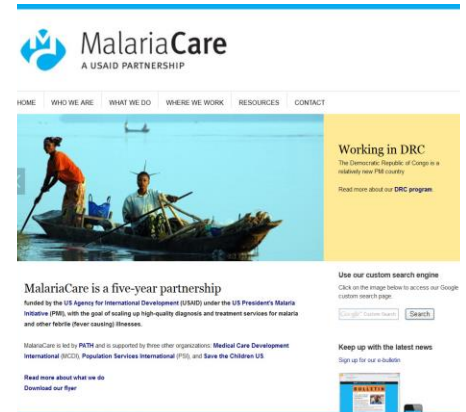 MalariaCare
A USAID PARTNERSHIP
HOME WHO WE ARE WHAT WE DO WHERE WE WORK RESOURCES CONTACT
Working in DRC
The Democratic Republic of Congo is a
relatively new PMI country
Read more about our DRC program.
MalariaCare is a five-year partnership
funded by the US Agency for International Development (USAID) under the US President's Malaria
Initiative (PMI), with the goal of scaling up high-quality diagnosis and treatment services for malaria
and other febrile (fever causing) illnesses.
MalariaCare is led by PATH and is supported by three other organizations: Medical Care Development
International (MCDI), Population Services International (PSI), and Save the Children US.
Read more about what we do
Download our flyer
Use our custom search engine
Click on the image below to access our Google
custom search page.
Google Custom Search Search
Keep up with the latest news
Sign up for our e-bulletin
BULLETIN